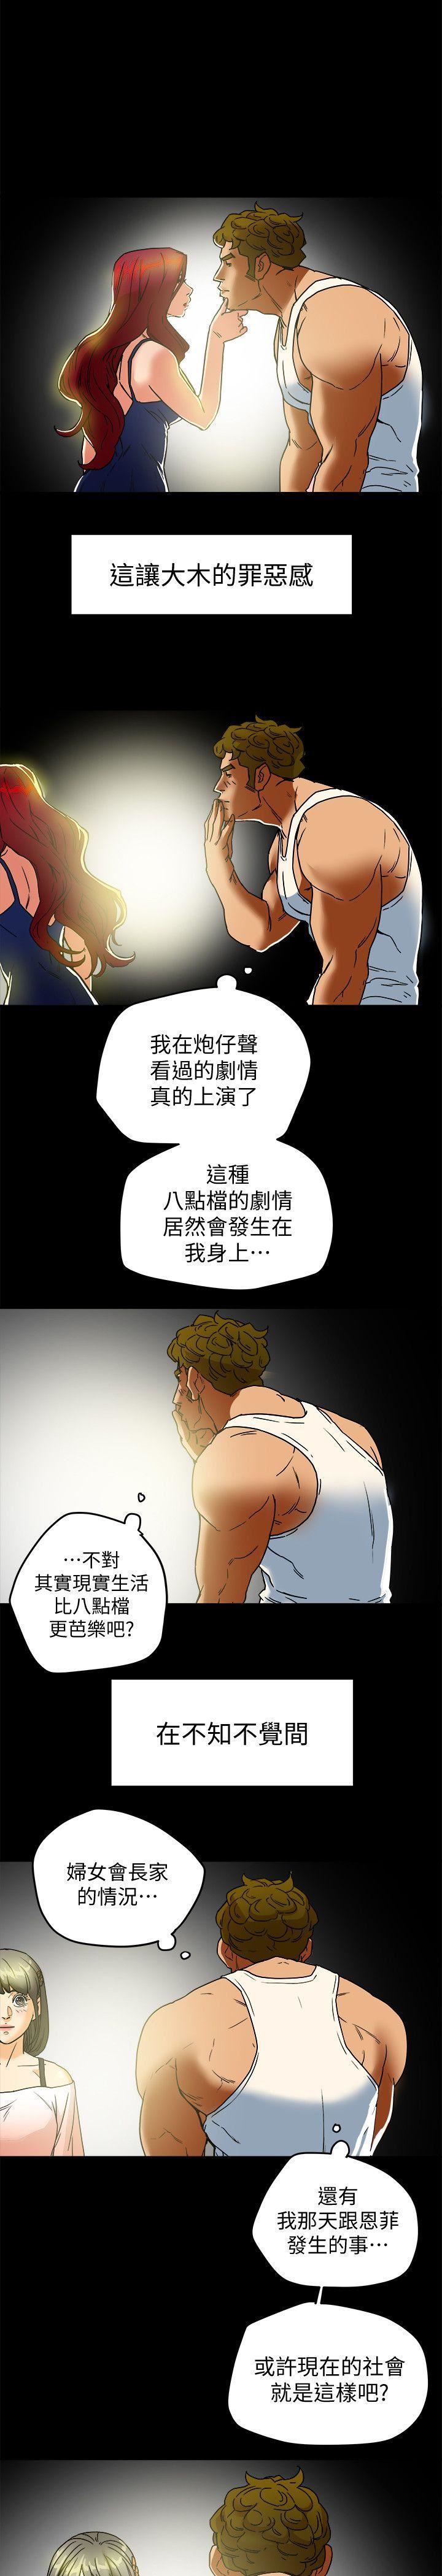 這讓大木的罪惡感
我在炮仔聲
看過的劇情
真的上演了
這種
八點檔的劇情
居然會發生在
我身上…
…不對
其實現實生活
比八點檔
更芭樂吧?
在不知不覺間
婦女會長家
的情況…
還有
我那天跟恩菲
發生的事…
或許現在的社會
就是這樣吧?